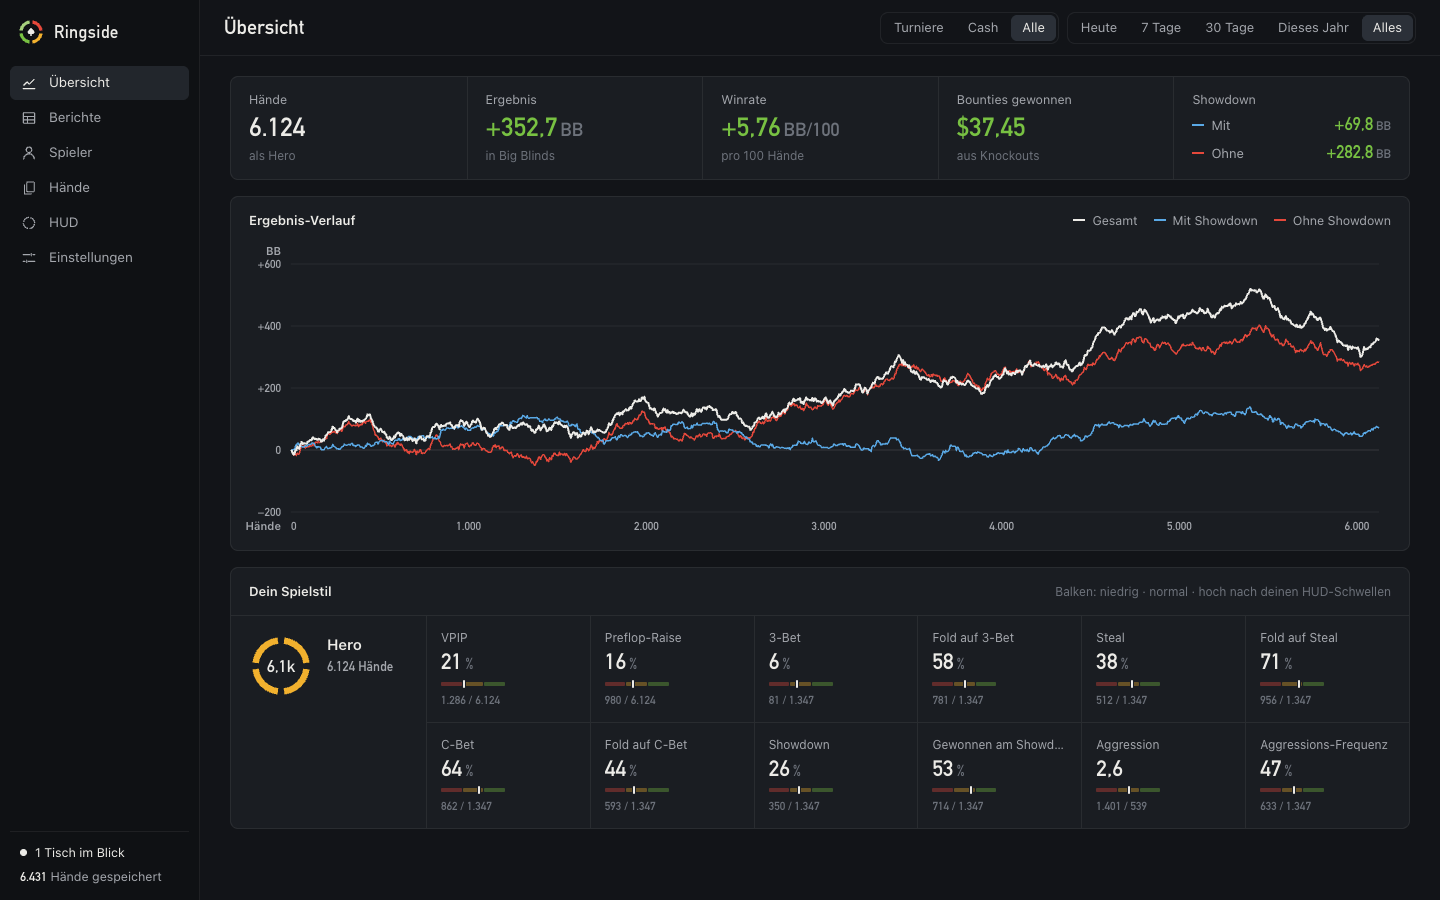 Ringside
Übersicht
Berichte
Spieler
Hände
HUD
Einstellungen
1 Tisch im Blick
6.431 Hände gespeichert
Übersicht
Turniere Cash Alle
Heute 7 Tage 30 Tage Dieses Jahr Alles
Hände
6.124
als Hero
Ergebnis
+352,7 BB
in Big Blinds
Winrate
+5,76 BB/100
pro 100 Hände
Bounties gewonnen
$37,45
aus Knockouts
Showdown
Mit +69,8 BB
Ohne +282,8 BB
Ergebnis-Verlauf
Gesamt Mit Showdown Ohne Showdown
BB
+600
+400
+200
0
−200
Hände 0 1.000 2.000 3.000 4.000 5.000 6.000
Dein Spielstil
Balken: niedrig · normal · hoch nach deinen HUD-Schwellen
6,1k
Hero
6.124 Hände
VPIP
21 %
1.286 / 6.124
Preflop-Raise
16 %
980 / 6.124
3-Bet
6 %
81 / 1.347
Fold auf 3-Bet
58 %
781 / 1.347
Steal
38 %
512 / 1.347
Fold auf Steal
71 %
956 / 1.347
C-Bet
64 %
862 / 1.347
Fold auf C-Bet
44 %
593 / 1.347
Showdown
26 %
350 / 1.347
Gewonnen am Showd...
53 %
714 / 1.347
Aggression
2,6
1.401 / 539
Aggressions-Frequenz
47 %
633 / 1.347